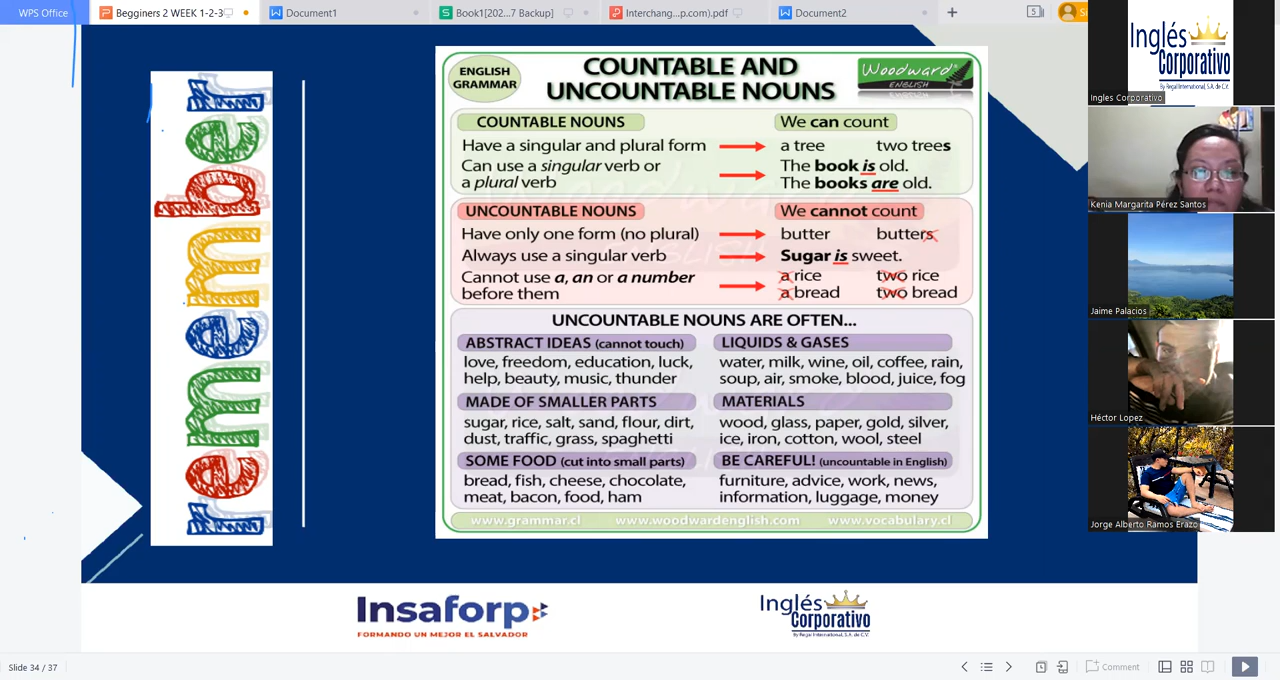 WPS Office
Begginers 2 WEEK 1-2-3
Document1
Book1[202...7 Backup]
Interchang...p.com).pdf
Document2
5
remember
ENGLISH
GRAMMAR
COUNTABLE AND
UNCOUNTABLE NOUNS
Woodward
ENGLISH
COUNTABLE NOUNS
We can count
Have a singular and plural form
a tree two trees
Can use a singular verb or
a plural verb
The book is old.
The books are old.
UNCOUNTABLE NOUNS
We cannot count
Have only one form (no plural)
butter butters
Always use a singular verb
Sugar is sweet.
Cannot use a, an or a number
before them
a rice two rice
a bread two bread
UNCOUNTABLE NOUNS ARE OFTEN...
ABSTRACT IDEAS (cannot touch)
love, freedom, education, luck,
help, beauty, music, thunder
LIQUIDS & GASES
water, milk, wine, oil, coffee, rain,
soup, air, smoke, blood, juice, fog
MADE OF SMALLER PARTS
sugar, rice, salt, sand, flour, dirt,
dust, traffic, grass, spaghetti
MATERIALS
wood, glass, paper, gold, silver,
ice, iron, cotton, wool, steel
SOME FOOD (cut into small parts)
bread, fish, cheese, chocolate,
meat, bacon, food, ham
BE CAREFUL! (uncountable in English)
furniture, advice, work, news,
information, luggage, money
www.grammar.cl www.woodwardenglish.com www.vocabulary.cl
Insaforp
FORMANDO UN MEJOR EL SALVADOR
Inglés
Corporativo
By Regal International, S.A. de C.V.
Inglés
Corporativo
By Regal International, S.A. de C.V.
Ingles Corporativo
Kenia Margarita Pérez Santos
Jaime Palacios
Héctor Lopez
Jorge Alberto Ramos Erazo
Slide 34 / 37
Comment